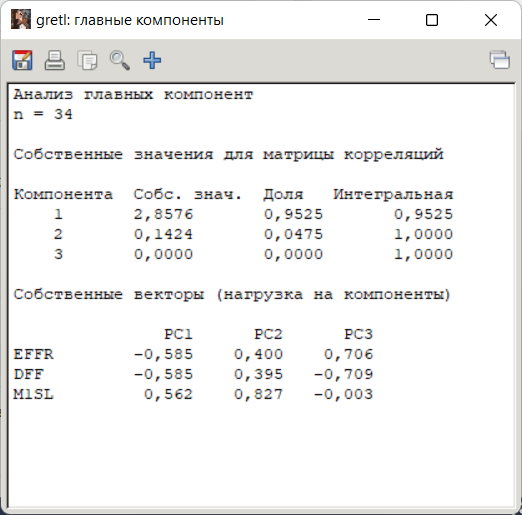 gretl: главные компоненты
Анализ главных компонент
n = 34
Собственные значения для матрицы корреляций
Компонента  Собс. знач.  Доля   Интегральная
    1       2,8576       0,9525       0,9525
    2       0,1424       0,0475       1,0000
    3       0,0000       0,0000       1,0000
Собственные векторы (нагрузка на компоненты)
               PC1      PC2      PC3
EFFR        -0,585    0,400    0,706
DFF         -0,585    0,395   -0,709
M1SL         0,562    0,827   -0,003